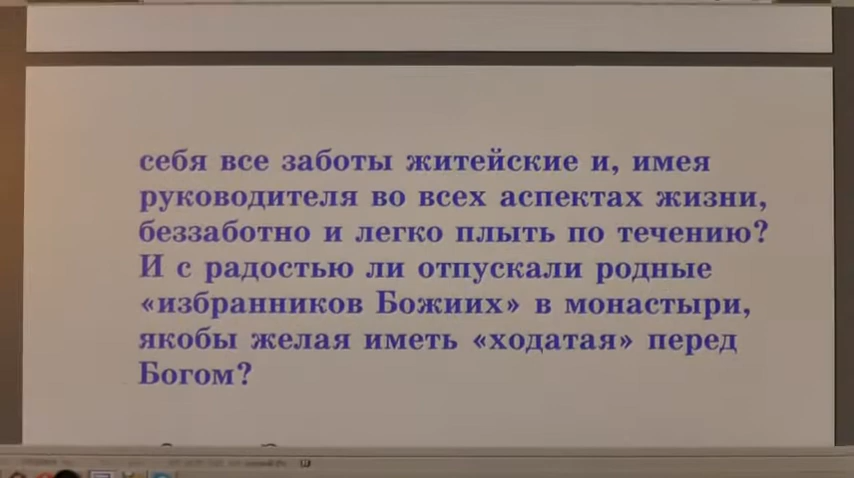 себя все заботы житейские и, имея
руководителя во всех аспектах жизни,
беззаботно и легко плыть по течению?
И с радостью ли отпускали родные
«избранников Божиих» в монастыри,
якобы желая иметь «ходатая» перед
Богом?